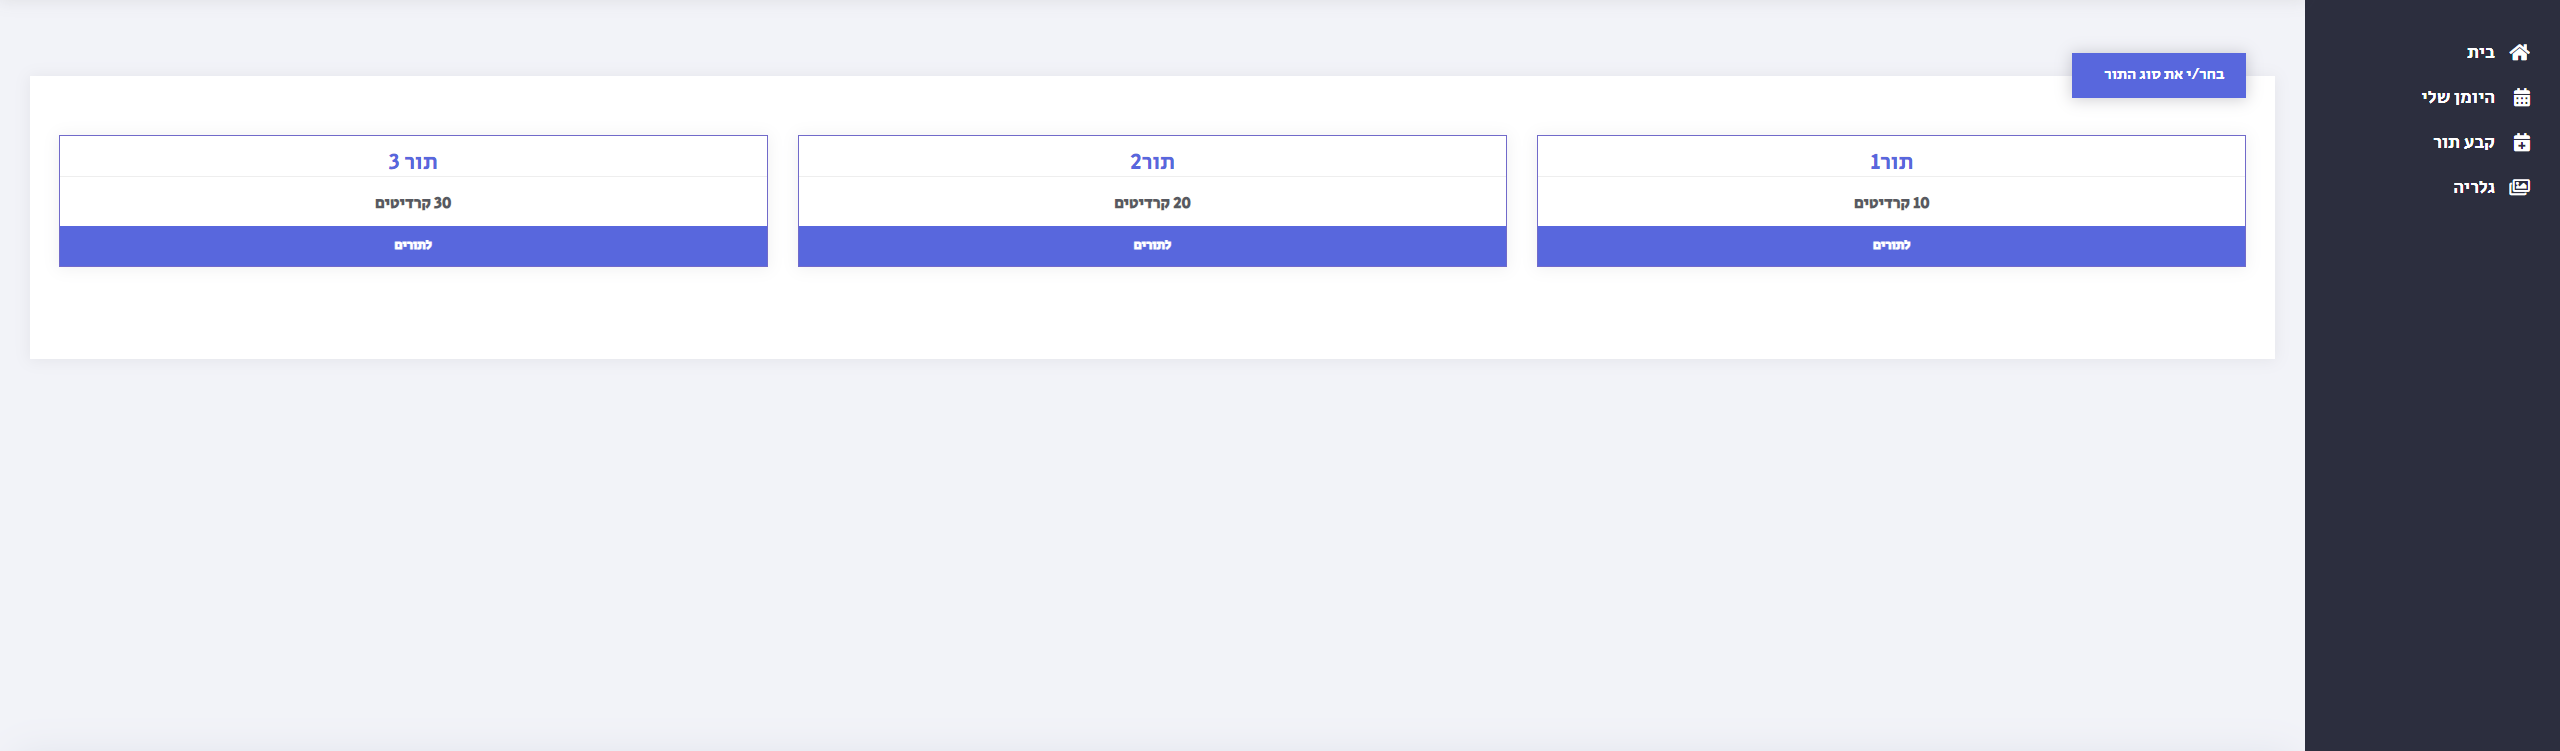 בית
היומן שלי
קבע תור
גלריה
בחר/י את סוג התור
תור1
10 קרדיטים
לתורים
תור2
20 קרדיטים
לתורים
תור 3
30 קרדיטים
לתורים